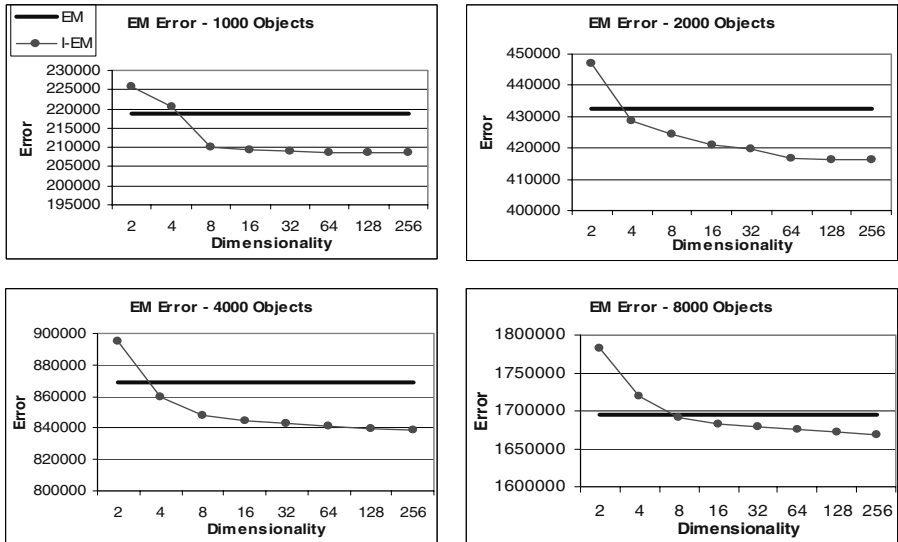 EM
I-EM
EM Error - 1000 Objects
Error
230000
225000
220000
215000
210000
205000
200000
195000
2 4 8 16 32 64 128 256
Dimensionality
EM Error - 2000 Objects
Error
450000
440000
430000
420000
410000
400000
2 4 8 16 32 64 128 256
Dimensionality
EM Error - 4000 Objects
Error
900000
880000
860000
840000
820000
800000
2 4 8 16 32 64 128 256
Dimensionality
EM Error - 8000 Objects
Error
1800000
1750000
1700000
1650000
1600000
2 4 8 16 32 64 128 256
Dimensionality